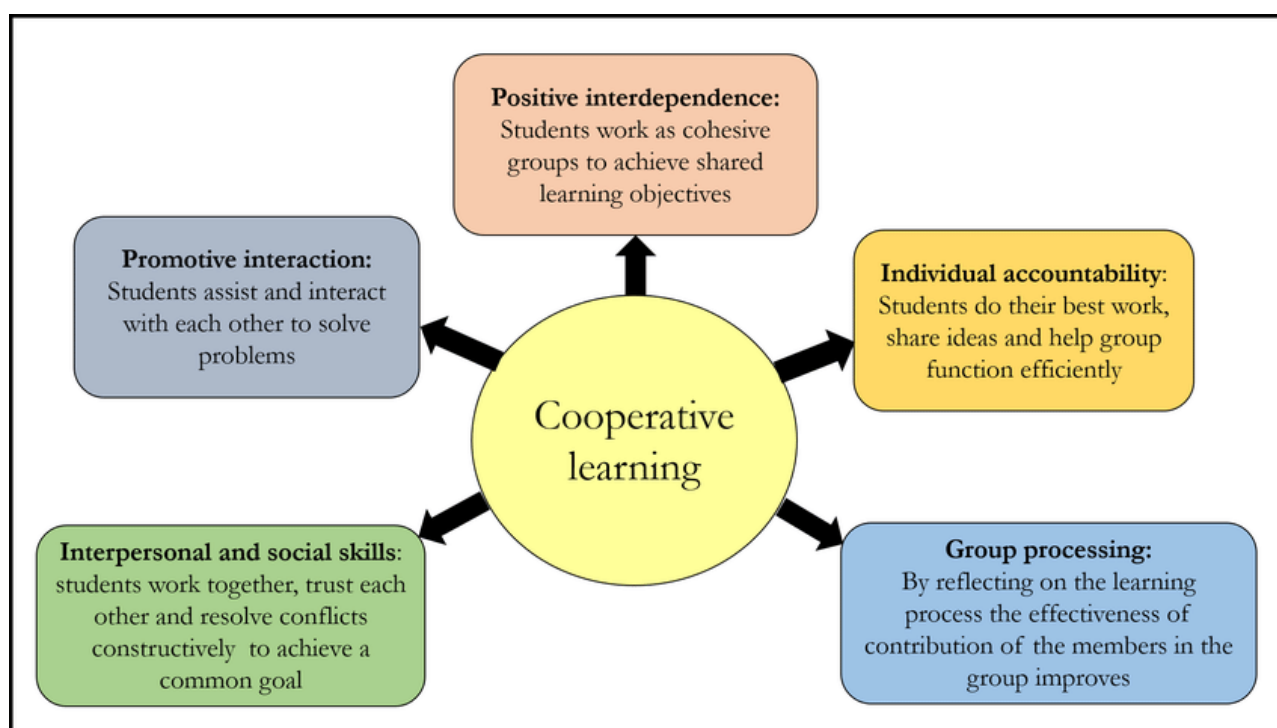 Positive interdependence:
Students work as cohesive
groups to achieve shared
learning objectives
Promotive interaction:
Students assist and interact
with each other to solve
problems
Individual accountability:
Students do their best work,
share ideas and help group
function efficiently
Cooperative
learning
Interpersonal and social skills:
students work together, trust each
other and resolve conflicts
constructively to achieve a
common goal
Group processing:
By reflecting on the learning
process the effectiveness of
contribution of the members in the
group improves